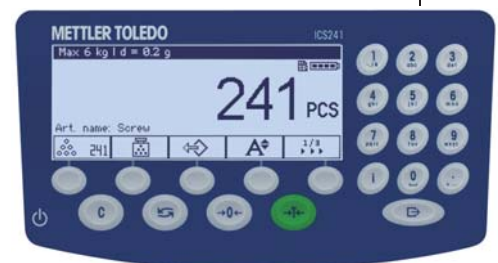 METTLER TOLEDO ICS241
Max 6 kg | d = 0.2 g
241 PCS
Art. name: Screw
241 A 1/3
1 2 abc 3 def
4 ghi 5 jkl 6 mno
7 pqrs 8 tuv 9 wxyz
i 0 .
C →0← →T←